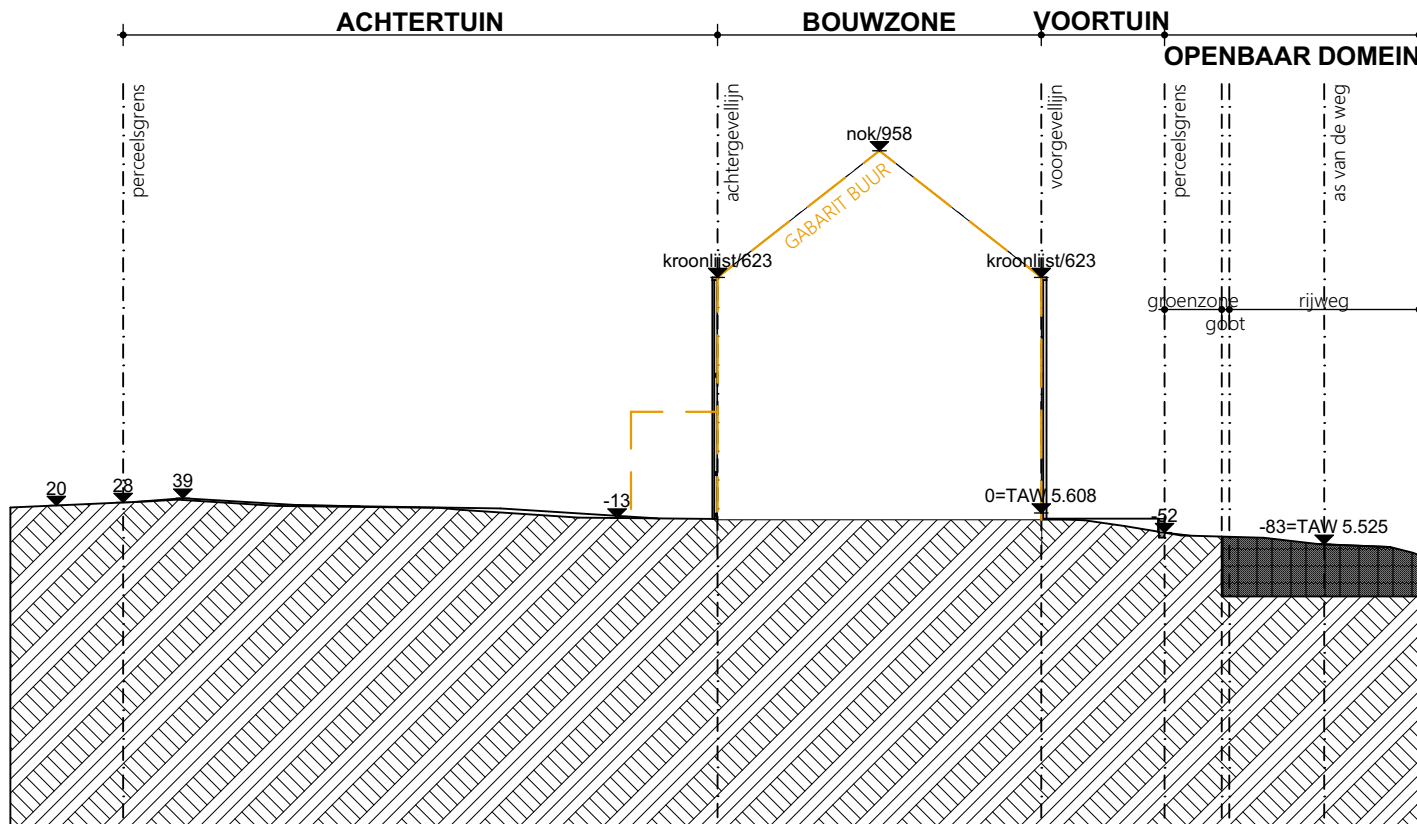 ACHTERTUIN
BOUWZONE
VOORTUIN
OPENBAAR DOMEIN
perceelsgrens
achtergevellijn
voorgevellijn
perceelsgrens
as van de weg
nok/958
GABARIT BUUR
kroonlijst/623
kroonlijst/623
groenzone
rijweg
goot
20
28
39
-13
0=TAW 5.608
-52
-83=TAW 5.525